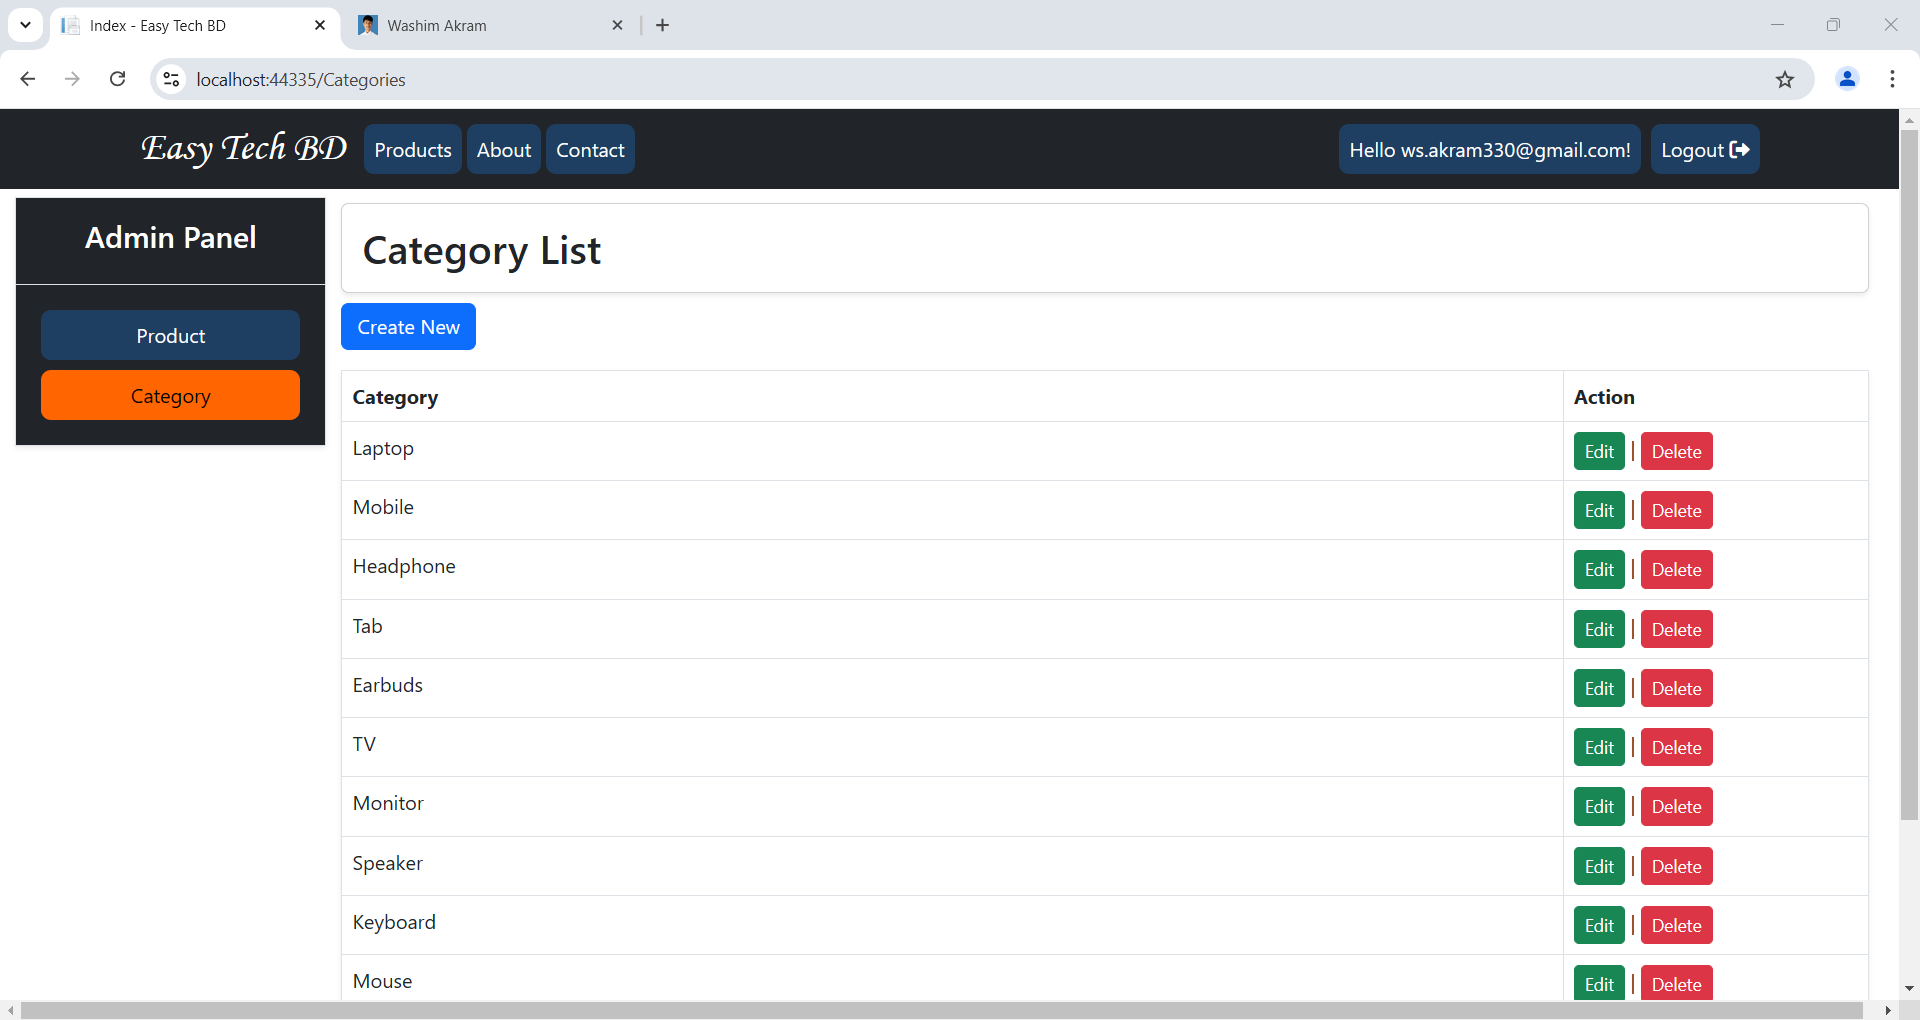 Index - Easy Tech BD
Washim Akram
localhost:44335/Categories
Easy Tech BD Products About Contact Hello ws.akram330@gmail.com! Logout
Admin Panel
Product
Category
Category List
Create New
Category Action
Laptop Edit | Delete
Mobile Edit | Delete
Headphone Edit | Delete
Tab Edit | Delete
Earbuds Edit | Delete
TV Edit | Delete
Monitor Edit | Delete
Speaker Edit | Delete
Keyboard Edit | Delete
Mouse Edit | Delete